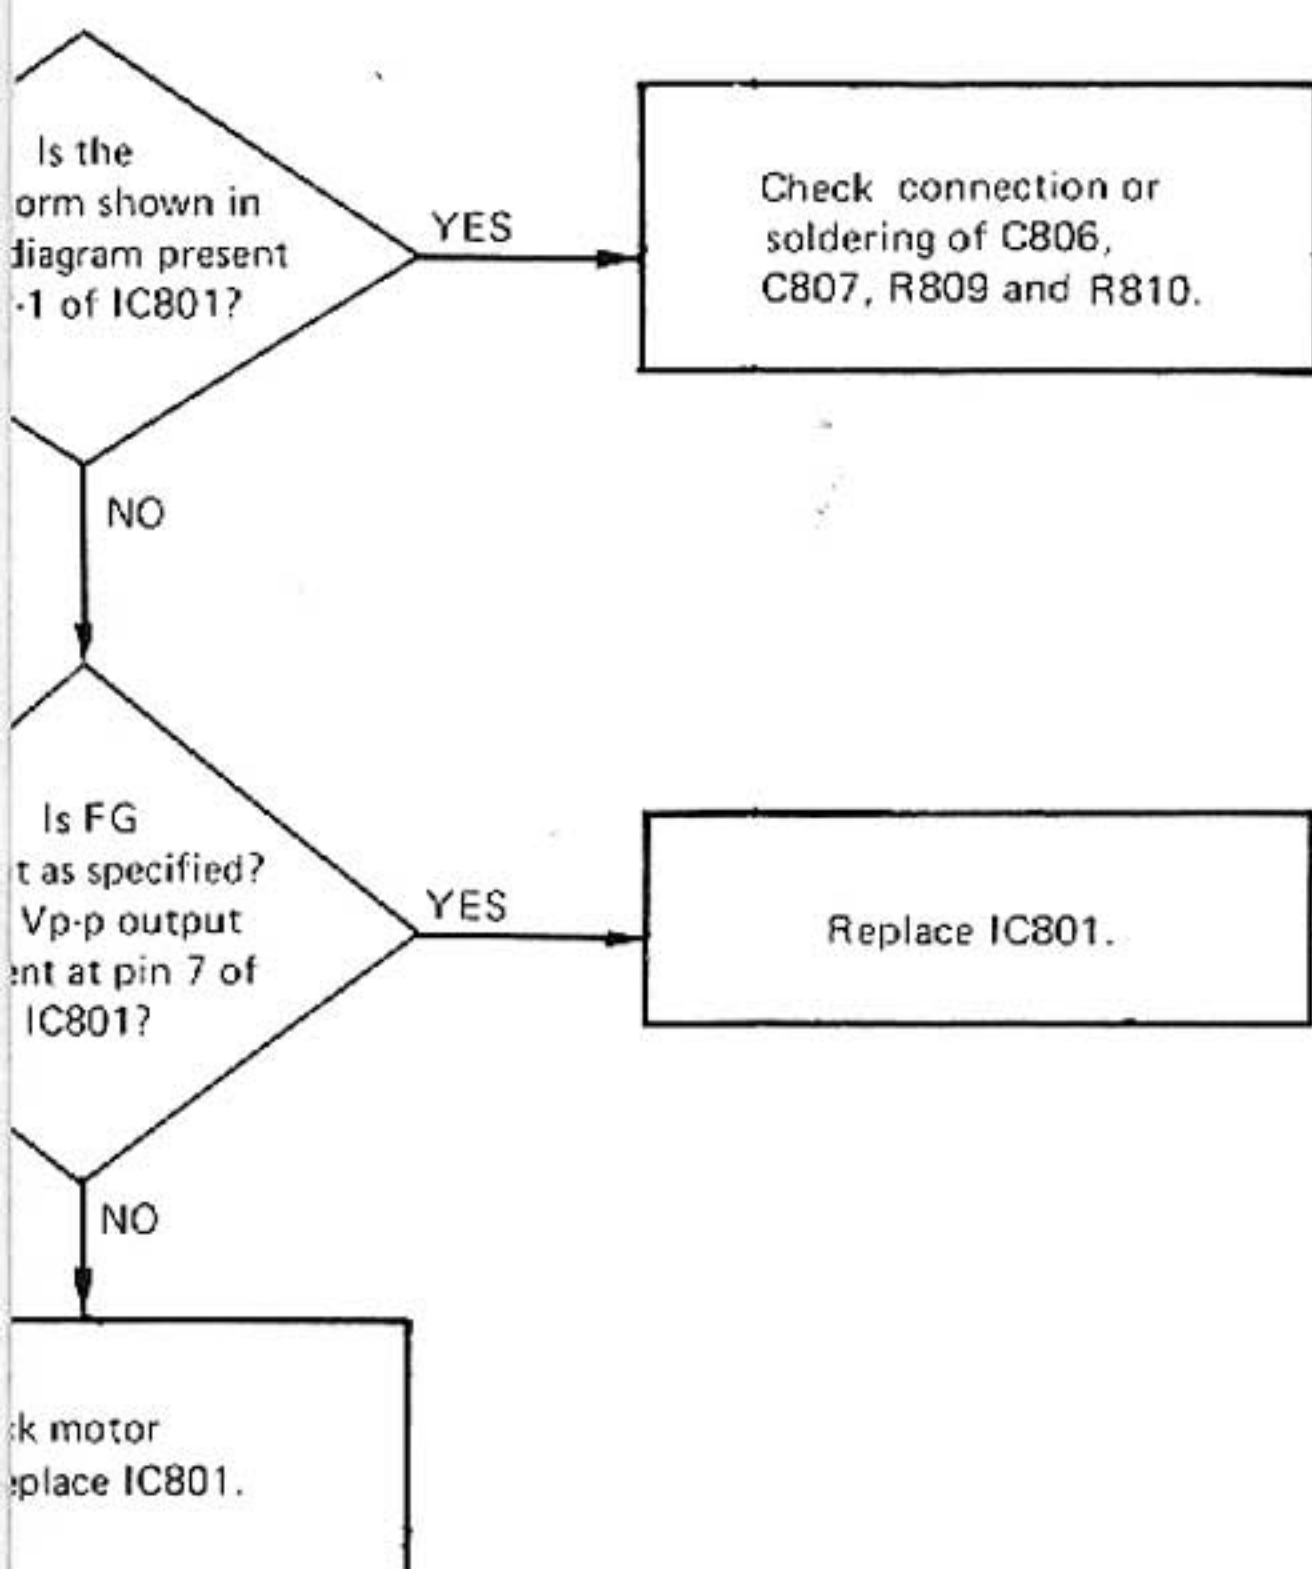 Is the
orm shown in
diagram present
-1 of IC801?
YES
Check connection or
soldering of C806,
C807, R809 and R810.
NO
Is FG
t as specified?
Vp-p output
ent at pin 7 of
IC801?
YES
Replace IC801.
NO
k motor
eplace IC801.